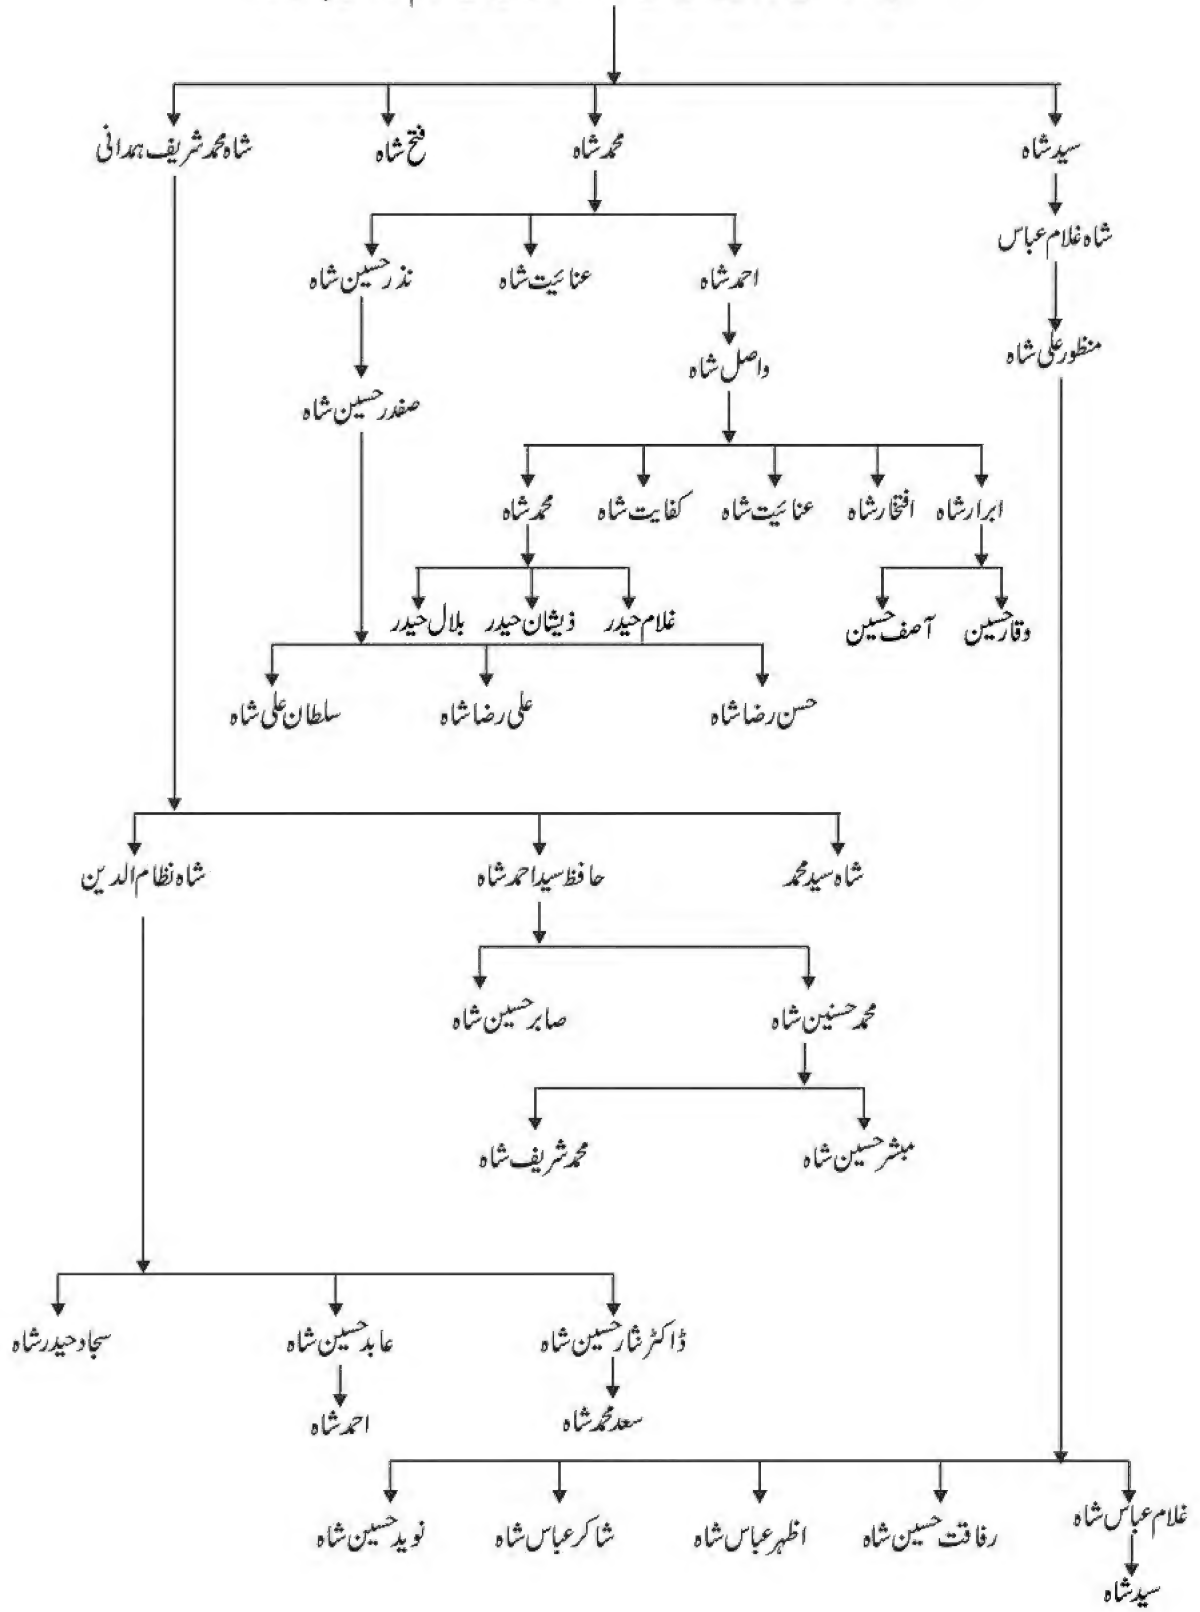 سید شاہ محمد شاہ فتح شاہ شاہ محمد شریف ہمدانی
شاہ غلام عباس
احمد شاہ عنائیت شاہ نذر حسین شاہ
منظور علی شاہ
واصل شاہ
صفدر حسین شاہ
ابرار شاہ افتخار شاہ عنائیت شاہ کفایت شاہ محمد شاہ
وقار حسین آصف حسین غلام حیدر ذیشان حیدر بلال حیدر
حسن رضا شاہ علی رضا شاہ سلطان علی شاہ
شاہ سید محمد حافظ سید احمد شاہ شاہ نظام الدین
محمد حسنین شاہ صابر حسین شاہ
مبشر حسین شاہ محمد شریف شاہ
ڈاکٹر نثار حسین شاہ عابد حسین شاہ سجاد حیدر شاہ
سعد محمد شاہ احمد شاہ
غلام عباس شاہ رفاقت حسین شاہ اظہر عباس شاہ شاکر عباس شاہ نوید حسین شاہ
سید شاہ